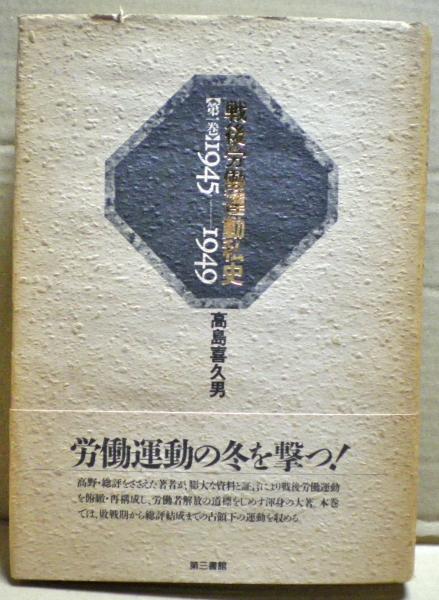 戦後労働運動私史
【第一巻】1945——1949
高島喜久男
労働運動の冬を撃つ！
高野・総評をささえた著者が、膨大な資料と証言により戦後労働運動
を俯瞰・再構成し、労働者解放の道標をしめす渾身の大著。本巻
では、敗戦期から総評結成までの占領下の運動を収める。
第三書館